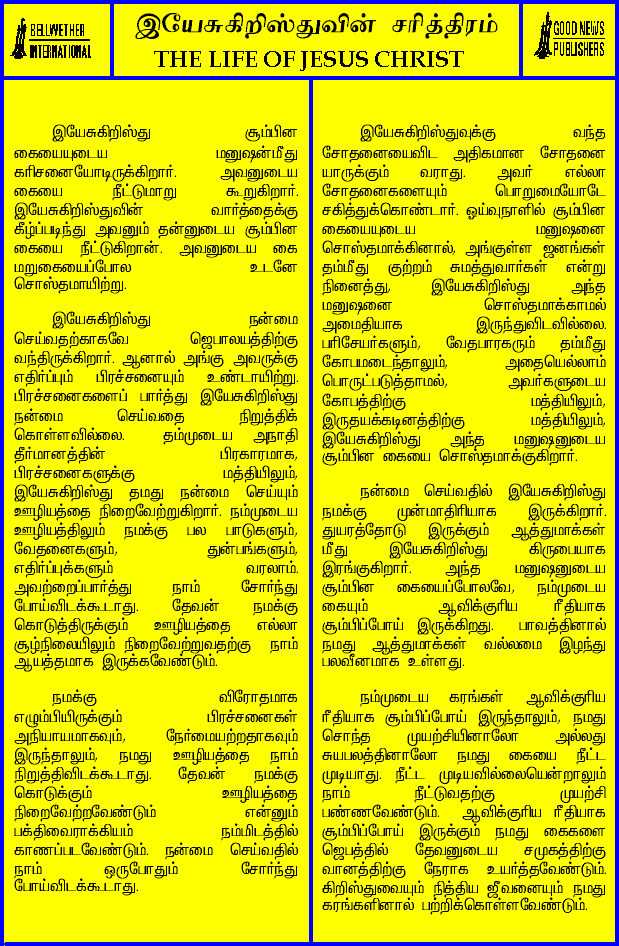 BELLWETHER
INTERNATIONAL
இயேசுகிறிஸ்துவின் சரித்திரம்
THE LIFE OF JESUS CHRIST
GOOD NEWS
PUBLISHERS
இயேசுகிறிஸ்து சூம்பின
கையையுடைய மனுஷன்மீது
கரிசனையோடிருக்கிறார். அவனுடைய
கையை நீட்டுமாறு கூறுகிறார்.
இயேசுகிறிஸ்துவின் வார்த்தைக்கு
கீழ்ப்படிந்து அவனும் தன்னுடைய சூம்பின
கையை நீட்டுகிறான். அவனுடைய கை
மறுகையைப்போல உடனே
சொஸ்தமாயிற்று.
இயேசுகிறிஸ்து நன்மை
செய்வதற்காகவே ஜெபாலயத்திற்கு
வந்திருக்கிறார். ஆனால் அங்கு அவருக்கு
எதிர்ப்பும் பிரச்சனையும் உண்டாயிற்று.
பிரச்சனைகளைப் பார்த்து இயேசுகிறிஸ்து
நன்மை செய்வதை நிறுத்திக்
கொள்ளவில்லை. தம்முடைய அநாதி
தீர்மானத்தின் பிரகாரமாக,
பிரச்சனைகளுக்கு மத்தியிலும்,
இயேசுகிறிஸ்து தமது நன்மை செய்யும்
ஊழியத்தை நிறைவேற்றுகிறார். நம்முடைய
ஊழியத்திலும் நமக்கு பல பாடுகளும்,
வேதனைகளும், துன்பங்களும்,
எதிர்ப்புக்களும் வரலாம்.
அவற்றைப்பார்த்து நாம் சோர்ந்து
போய்விடக்கூடாது. தேவன் நமக்கு
கொடுத்திருக்கும் ஊழியத்தை எல்லா
சூழ்நிலையிலும் நிறைவேற்றுவதற்கு நாம்
ஆயத்தமாக இருக்கவேண்டும்.
நமக்கு விரோதமாக
எழும்பியிருக்கும் பிரச்சனைகள்
அநியாயமாகவும், நேர்மையற்றதாகவும்
இருந்தாலும், நமது ஊழியத்தை நாம்
நிறுத்திவிடக்கூடாது. தேவன் நமக்கு
கொடுக்கும் ஊழியத்தை
நிறைவேற்றவேண்டும் என்னும்
பக்திவைராக்கியம் நம்மிடத்தில்
காணப்படவேண்டும். நன்மை செய்வதில்
நாம் ஒருபோதும் சோர்ந்து
போய்விடக்கூடாது.
இயேசுகிறிஸ்துவுக்கு வந்த
சோதனையைவிட அதிகமான சோதனை
யாருக்கும் வராது. அவர் எல்லா
சோதனைகளையும் பொறுமையோடே
சகித்துக்கொண்டார். ஓய்வுநாளில் சூம்பின
கையையுடைய மனுஷனை
சொஸ்தமாக்கினால், அங்குள்ள ஜனங்கள்
தம்மீது குற்றம் சுமத்துவார்கள் என்று
நினைத்து, இயேசுகிறிஸ்து அந்த
மனுஷனை சொஸ்தமாக்காமல்
அமைதியாக இருந்துவிடவில்லை.
பரிசேயர்களும், வேதபாரகரும் தம்மீது
கோபமடைந்தாலும், அதையெல்லாம்
பொருட்படுத்தாமல், அவர்களுடைய
கோபத்திற்கு மத்தியிலும்,
இருதயக்கடினத்திற்கு மத்தியிலும்,
இயேசுகிறிஸ்து அந்த மனுஷனுடைய
சூம்பின கையை சொஸ்தமாக்குகிறார்.
நன்மை செய்வதில் இயேசுகிறிஸ்து
நமக்கு முன்மாதிரியாக இருக்கிறார்.
துயரத்தோடு இருக்கும் ஆத்துமாக்கள்
மீது இயேசுகிறிஸ்து கிருபையாக
இரங்குகிறார். அந்த மனுஷனுடைய
சூம்பின கையைப்போலவே, நம்முடைய
கையும் ஆவிக்குரிய ரீதியாக
சூம்பிப்போய் இருக்கிறது. பாவத்தினால்
நமது ஆத்துமாக்கள் வல்லமை இழந்து
பலவீனமாக உள்ளது.
நம்முடைய கரங்கள் ஆவிக்குரிய
ரீதியாக சூம்பிப்போய் இருந்தாலும், நமது
சொந்த முயற்சியினாலோ அல்லது
சுயபலத்தினாலோ நமது கையை நீட்ட
முடியாது. நீட்ட முடியவில்லையென்றாலும்
நாம் நீட்டுவதற்கு முயற்சி
பண்ணவேண்டும். ஆவிக்குரிய ரீதியாக
சூம்பிப்போய் இருக்கும் நமது கைகளை
ஜெபத்தில் தேவனுடைய சமுகத்திற்கு
வானத்திற்கு நேராக உயர்த்தவேண்டும்.
கிறிஸ்துவையும் நித்திய ஜீவனையும் நமது
கரங்களினால் பற்றிக்கொள்ளவேண்டும்.